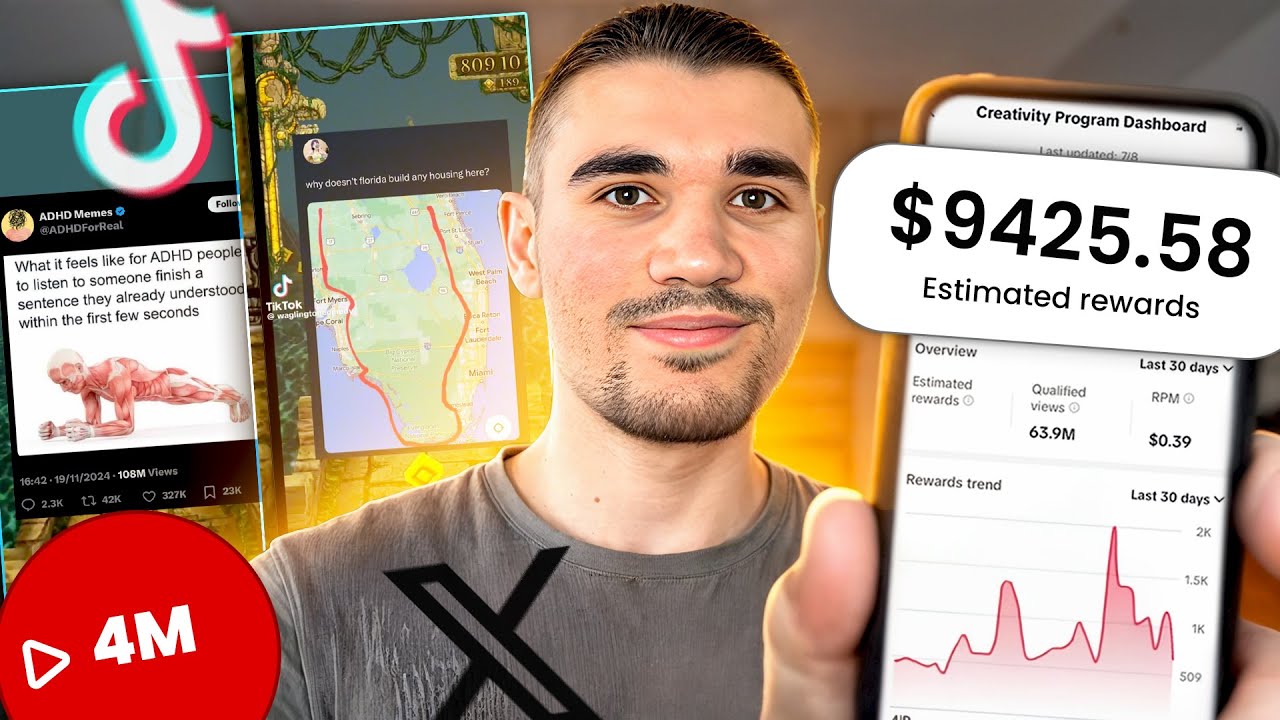 ADHD Memes
@ADHDForReal
Follo
What it feels like for ADHD people
to listen to someone finish a
sentence they already understood
within the first few seconds
16:42 · 19/11/2024 · 108M Views
2.3K 42K 327K 23K
4M
809 10
189
why doesn't florida build any housing here?
Sebring
Fort Pierce
Port St. Lucie
West Palm
Beach
Fort Myers
Cape Coral
Boca Raton
Fort
Lauderdale
Naples
Miami
TikTok
Creativity Program Dashboard
Last updated: 7/8
$9425.58
Estimated rewards
Overview
Last 30 days
Estimated
rewards
Qualified
views
63.9M
RPM
$0.39
Rewards trend
Last 30 days
2K
1.5K
1K
509